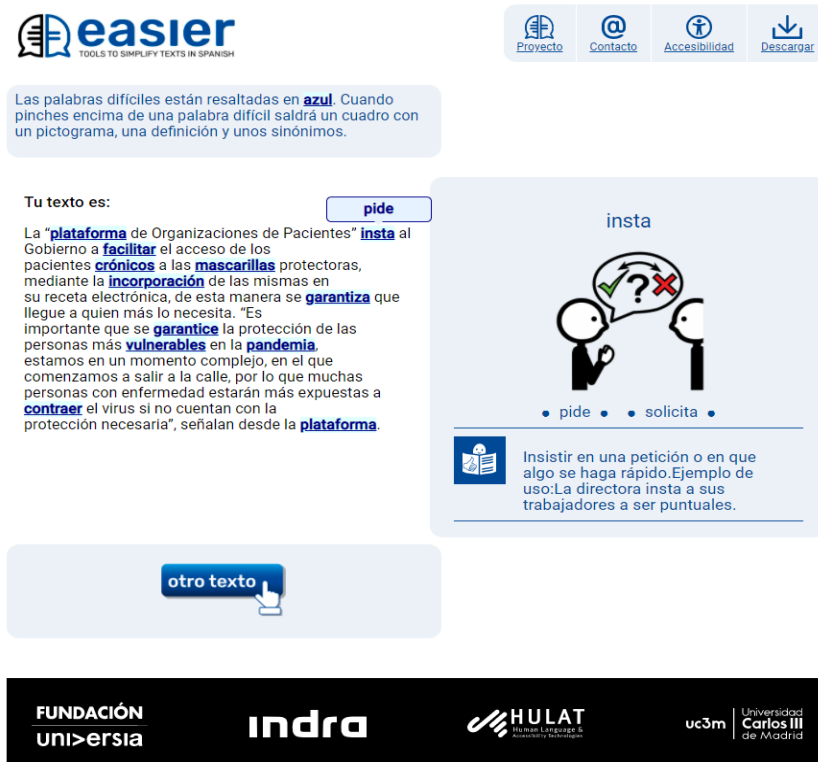 easier
TOOLS TO SIMPLIFY TEXTS IN SPANISH
Proyecto
Contacto
Accesibilidad
Descargar
Las palabras difíciles están resaltadas en azul. Cuando
pinches encima de una palabra difícil saldrá un cuadro con
un pictograma, una definición y unos sinónimos.
Tu texto es:
pide
La “plataforma de Organizaciones de Pacientes” insta al
Gobierno a facilitar el acceso de los
pacientes crónicos a las mascarillas protectoras,
mediante la incorporación de las mismas en
su receta electrónica, de esta manera se garantiza que
llegue a quien más lo necesita. “Es
importante que se garantice la protección de las
personas más vulnerables en la pandemia,
estamos en un momento complejo, en el que
comenzamos a salir a la calle, por lo que muchas
personas con enfermedad estarán más expuestas a
contraer el virus si no cuentan con la
protección necesaria”, señalan desde la plataforma.
insta
?
• pide • • solicita •
Insistir en una petición o en que
algo se haga rápido.Ejemplo de
uso:La directora insta a sus
trabajadores a ser puntuales.
otro texto
FUNDACIÓN
uni>ersia
indra
HULAT
Human Language &
Accessibility Technologies
uc3m
Universidad
Carlos III
de Madrid